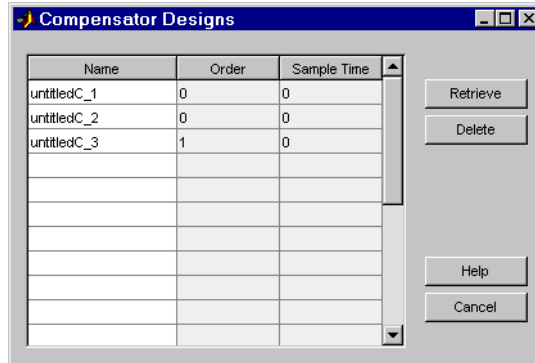 Compensator Designs
Name Order Sample Time
untitledC_1 0 0
untitledC_2 0 0
untitledC_3 1 0
Retrieve
Delete
Help
Cancel